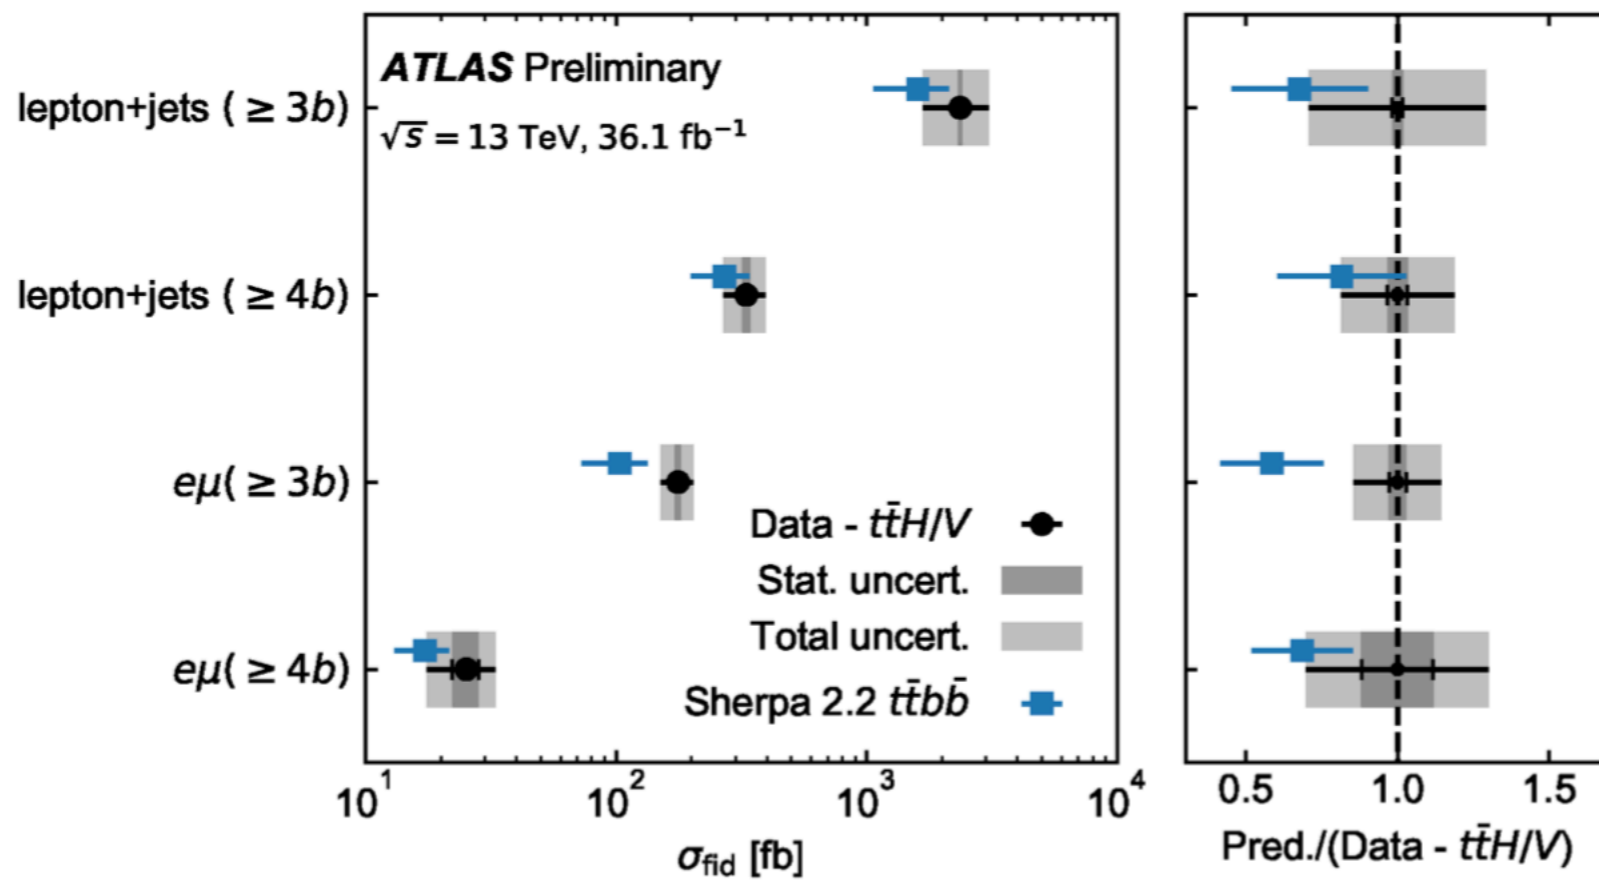 ATLAS Preliminary
√s = 13 TeV, 36.1 fb⁻¹
lepton+jets ( ≥ 3b)
lepton+jets ( ≥ 4b)
eμ( ≥ 3b)
eμ( ≥ 4b)
Data - tt̄H/V
Stat. uncert.
Total uncert.
Sherpa 2.2 tt̄bb̄
10¹ 10² 10³ 10⁴
σfid [fb]
0.5 1.0 1.5
Pred./(Data - tt̄H/V)